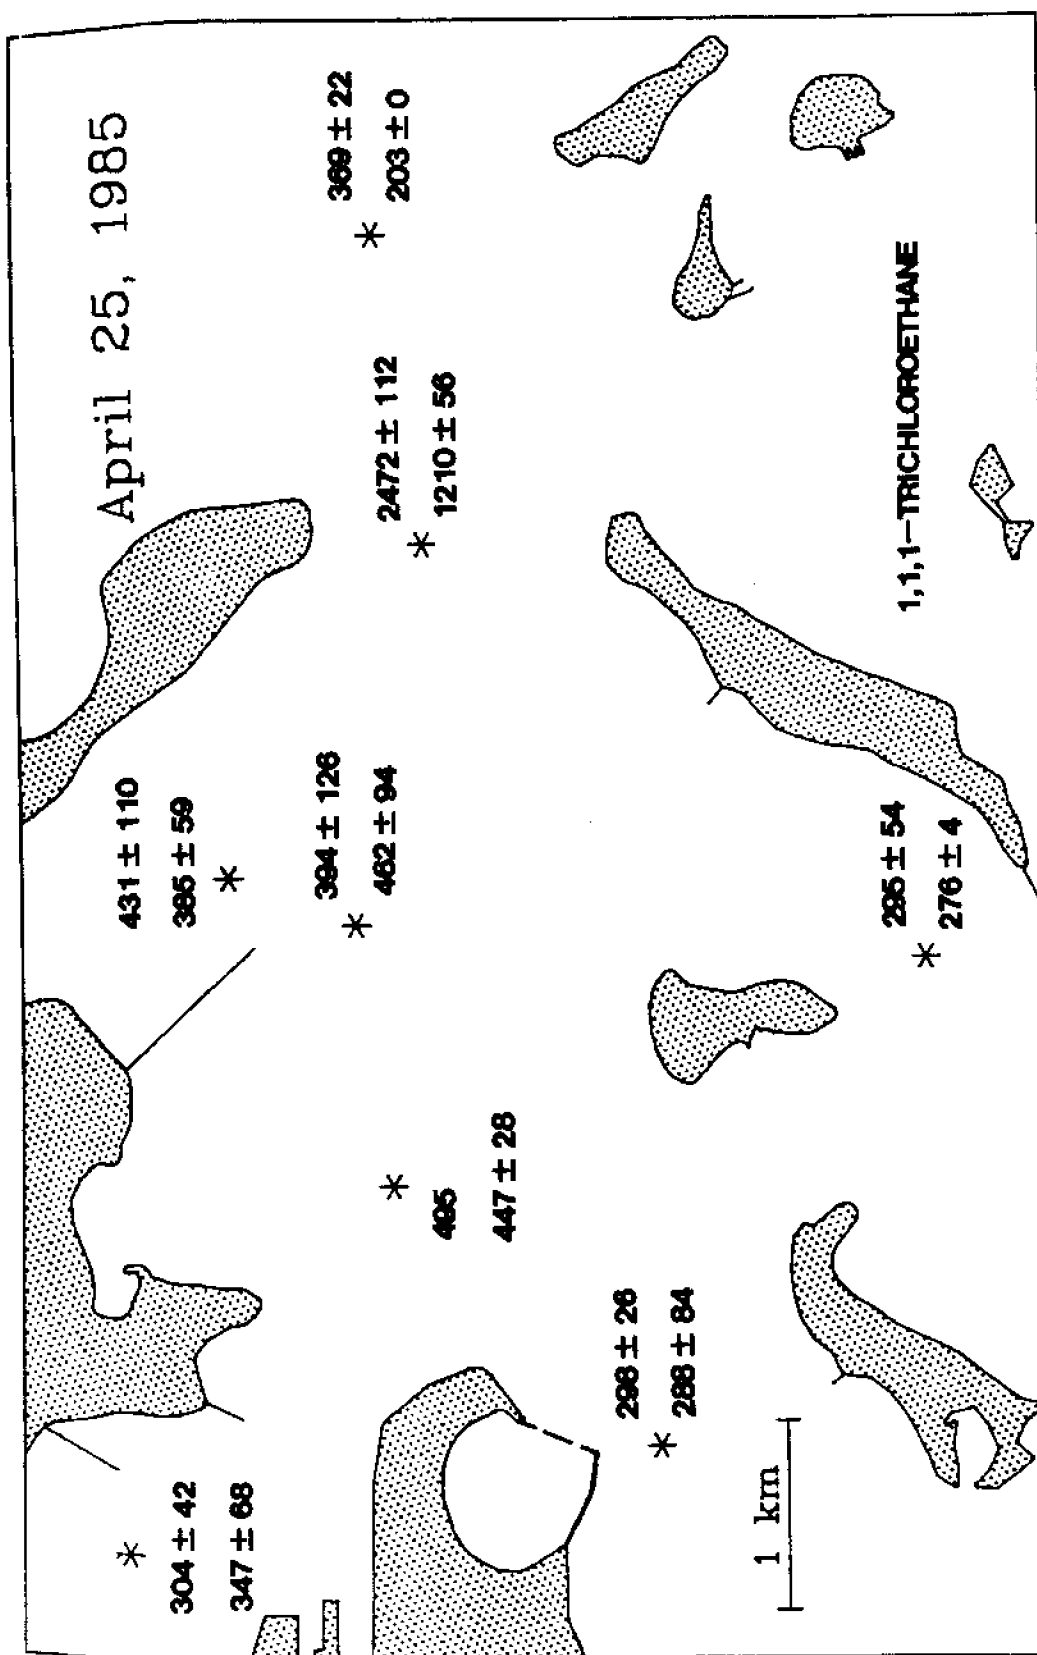 April 25, 1985
431 ± 110
385 ± 59
304 ± 42
347 ± 68
394 ± 126
462 ± 94
369 ± 22
203 ± 0
2472 ± 112
1210 ± 56
495
447 ± 28
298 ± 26
288 ± 84
1 km
295 ± 54
276 ± 4
1,1,1—TRICHLOROETHANE